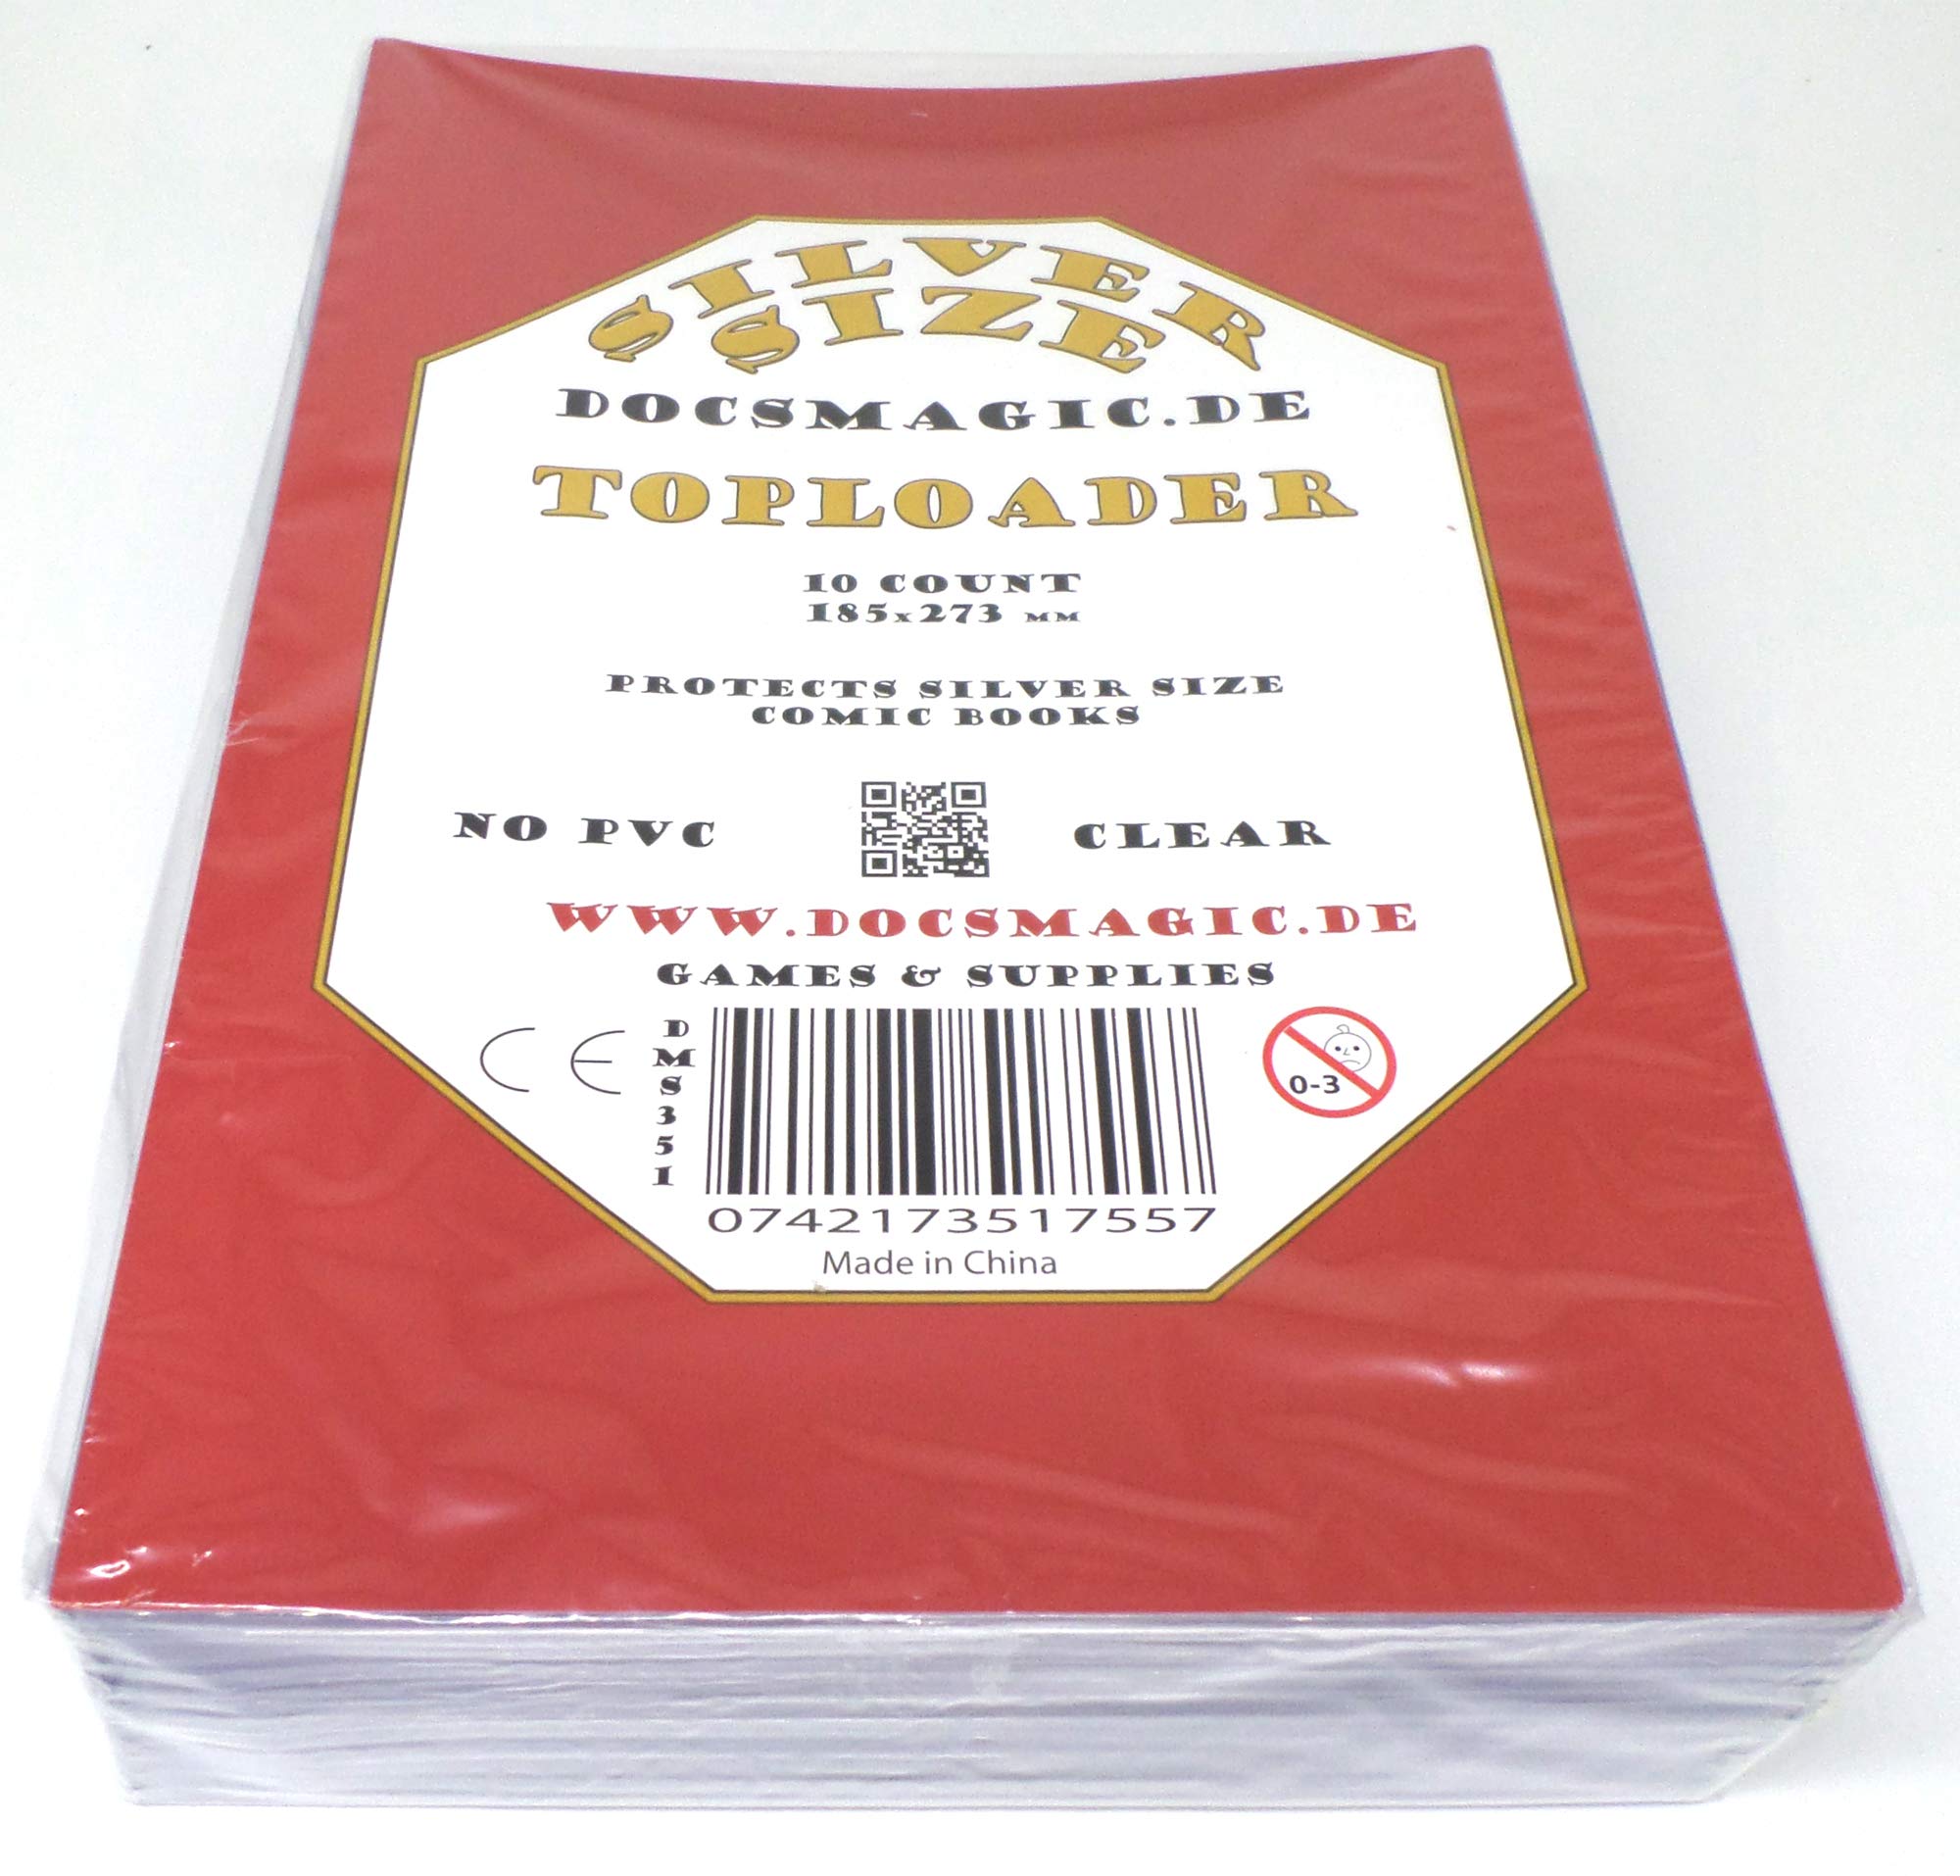 SILVER
SIZE
DOCSMAGIC.DE
TOPLOADER
10 COUNT
185x273 MM
PROTECTS SILVER SIZE
COMIC BOOKS
NO PVC
CLEAR
WWW.DOCSMAGIC.DE
GAMES & SUPPLIES
CE
DMS351
0-3
0742173517557
Made in China